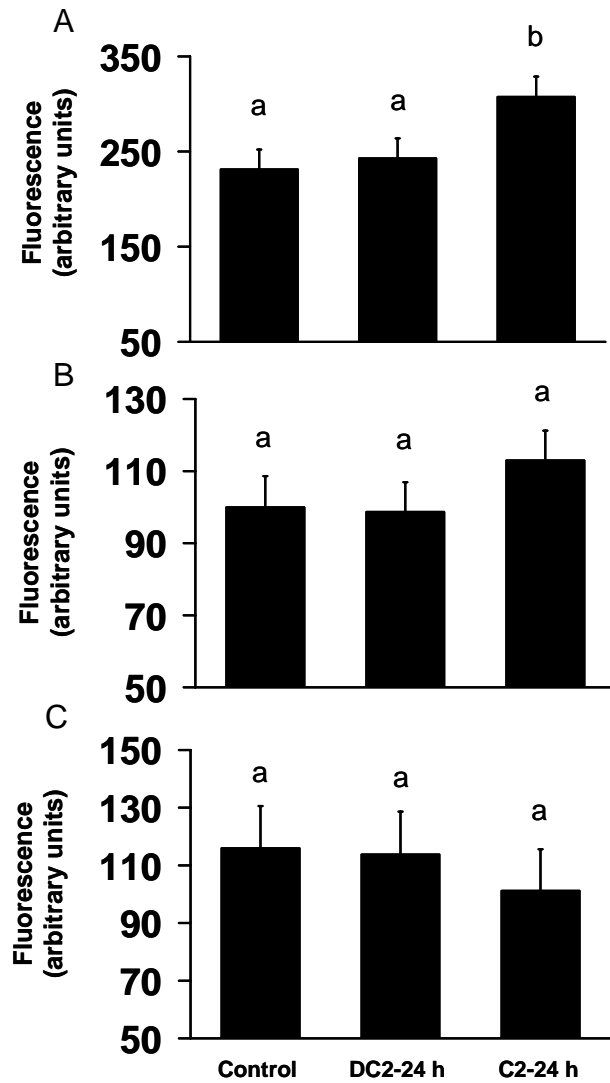 A
b
350
a
a
250
150
50
Fluorescence
(arbitrary units)
B
a
130
a
a
110
90
70
50
Fluorescence
(arbitrary units)
C
150
a
a
130
a
110
90
70
50
Fluorescence
(arbitrary units)
Control DC2-24 h C2-24 h